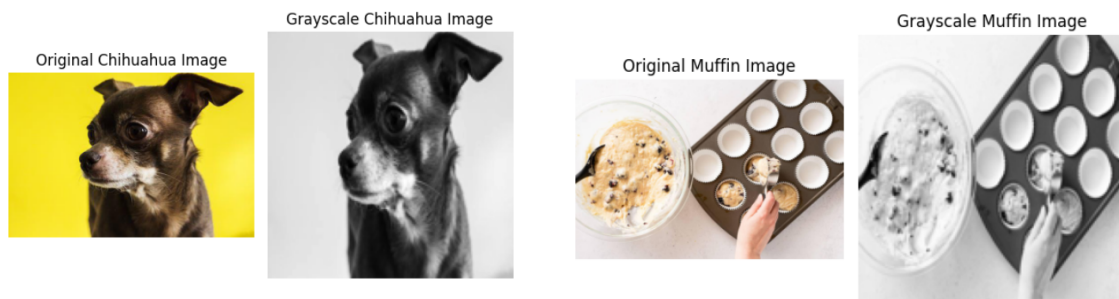 Original Chihuahua Image
Grayscale Chihuahua Image
Original Muffin Image
Grayscale Muffin Image